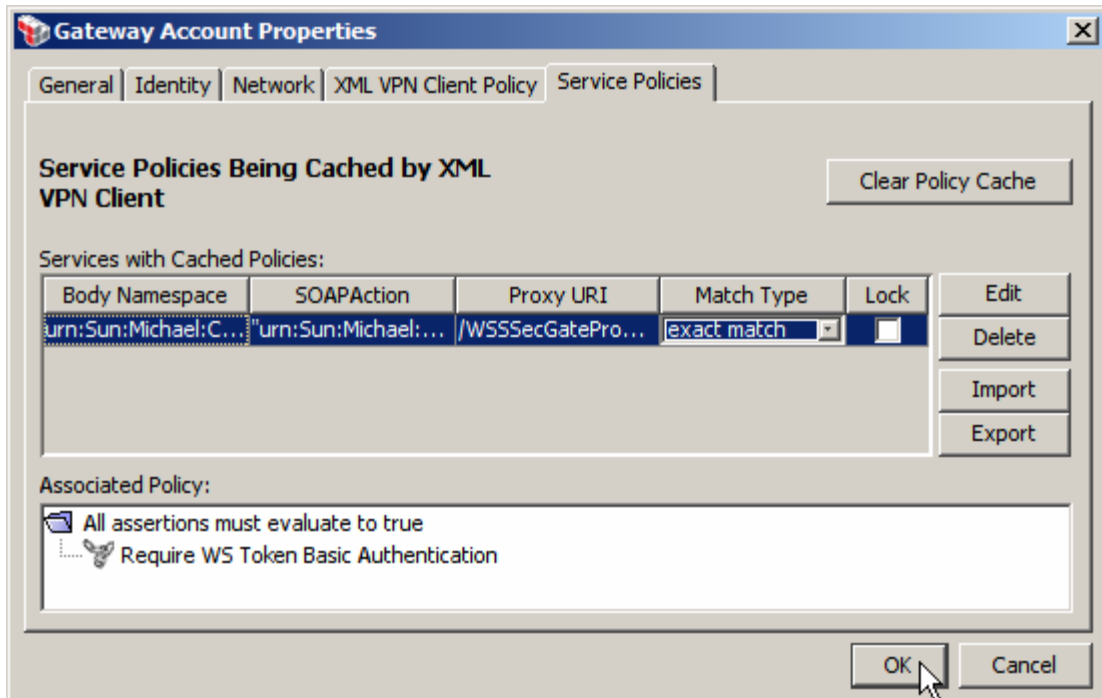 Gateway Account Properties
General Identity Network XML VPN Client Policy Service Policies
Service Policies Being Cached by XML
VPN Client
Clear Policy Cache
Services with Cached Policies:
Body Namespace SOAPAction Proxy URI Match Type Lock Edit
urn:Sun:Michael:C... "urn:Sun:Michael:... /WSSSecGatePro... exact match
Delete
Import
Export
Associated Policy:
All assertions must evaluate to true
Require WS Token Basic Authentication
OK Cancel